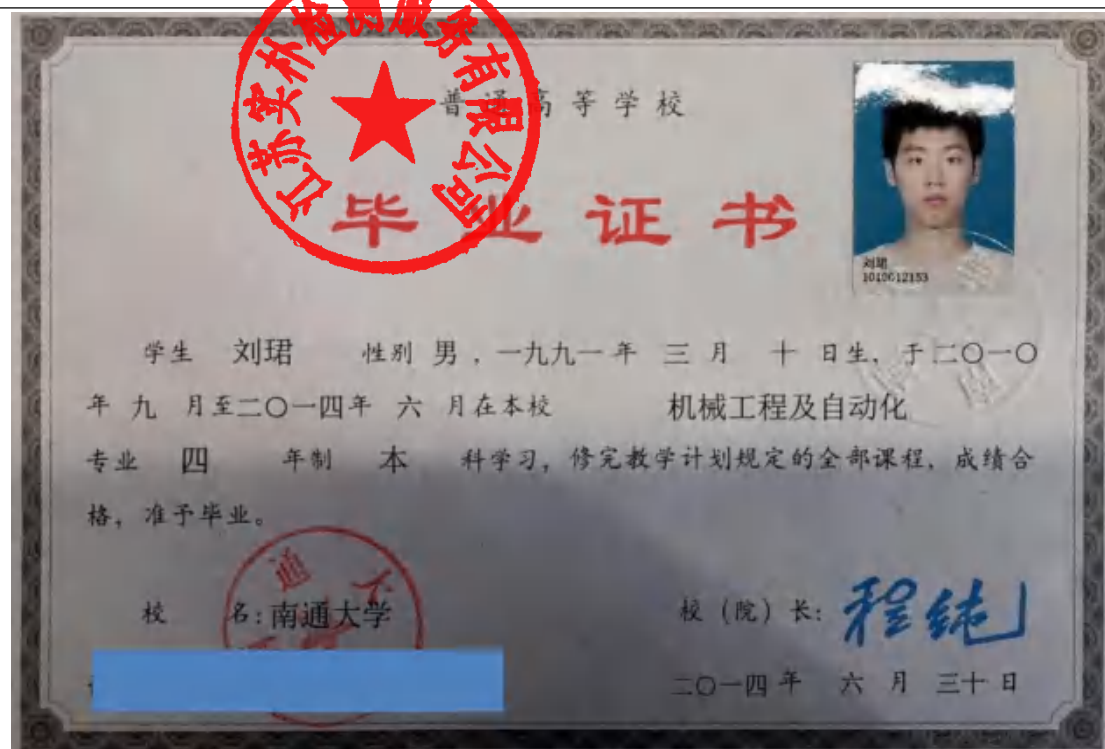 江苏实朴检测服务有限公司
普通高等学校
毕业证书
刘珺
1010012153
学生 刘珺 性别 男 , 一九九一年 三 月 十 日生, 于二〇一〇
年 九 月至二〇一四年 六 月在本校 机械工程及自动化
专业 四 年制 本 科学习, 修完教学计划规定的全部课程, 成绩合
格, 准予毕业。
校 名: 南通大学
校 (院) 长: 程纯
二〇一四年 六 月 三十 日